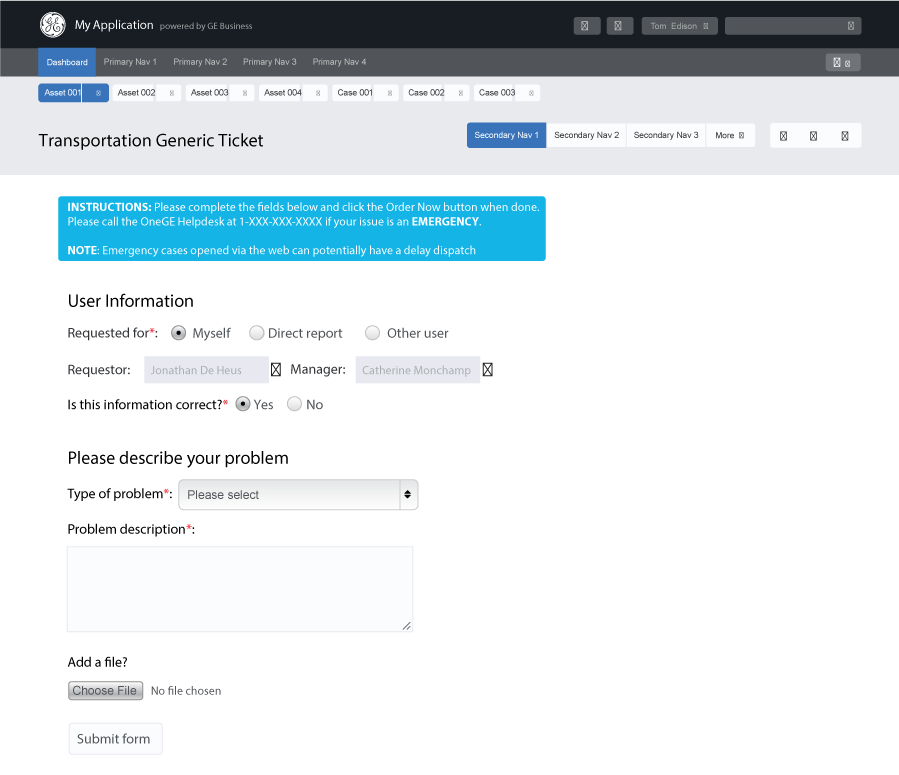 My Application powered by GE Business
Tom Edison
Dashboard Primary Nav 1 Primary Nav 2 Primary Nav 3 Primary Nav 4
Asset 001 Asset 002 Asset 003 Asset 004 Case 001 Case 002 Case 003
Transportation Generic Ticket
Secondary Nav 1 Secondary Nav 2 Secondary Nav 3 More
INSTRUCTIONS: Please complete the fields below and click the Order Now button when done.
Please call the OneGE Helpdesk at 1-XXX-XXX-XXXX if your issue is an EMERGENCY.
NOTE: Emergency cases opened via the web can potentially have a delay dispatch
User Information
Requested for*: Myself Direct report Other user
Requestor: Jonathan De Heus Manager: Catherine Monchamp
Is this information correct?* Yes No
Please describe your problem
Type of problem*: Please select
Problem description*:
Add a file?
Choose File No file chosen
Submit form